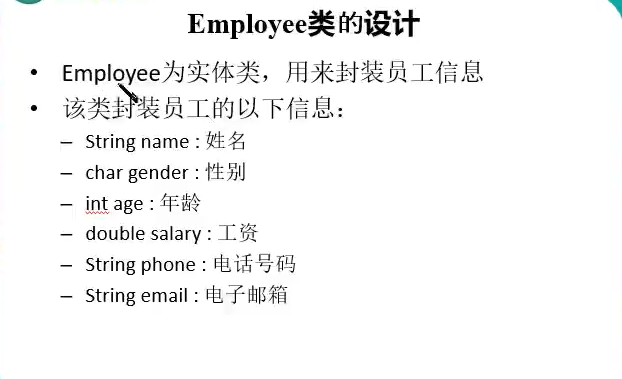 Employee类的设计
• Employee为实体类，用来封装员工信息
• 该类封装员工的以下信息：
– String name : 姓名
– char gender : 性别
– int age : 年龄
– double salary : 工资
– String phone : 电话号码
– String email : 电子邮箱